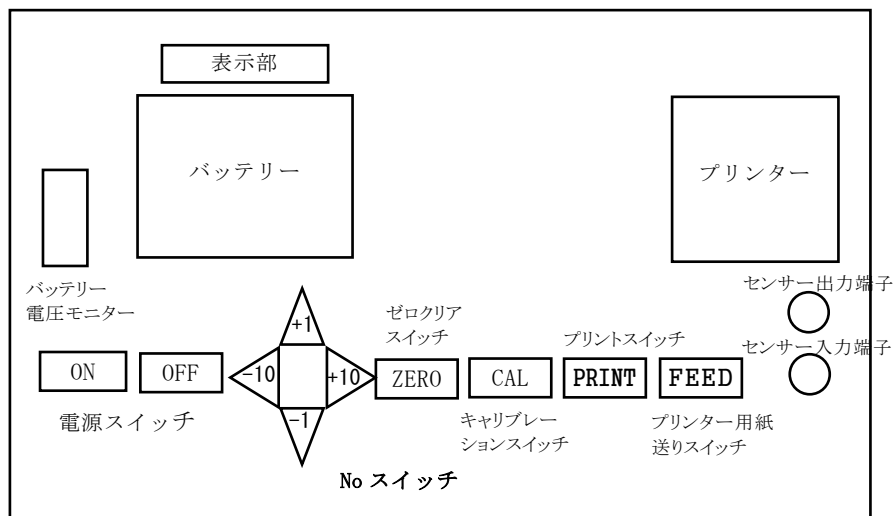 表示部
バッテリー
プリンター
バッテリー
電圧モニター
センサー出力端子
センサー入力端子
ゼロクリア
スイッチ
プリントスイッチ
+1
-10
+10
-1
ON
OFF
ZERO
CAL
PRINT
FEED
電源スイッチ
キャリブレー
ションスイッチ
プリンター用紙
送りスイッチ
No スイッチ